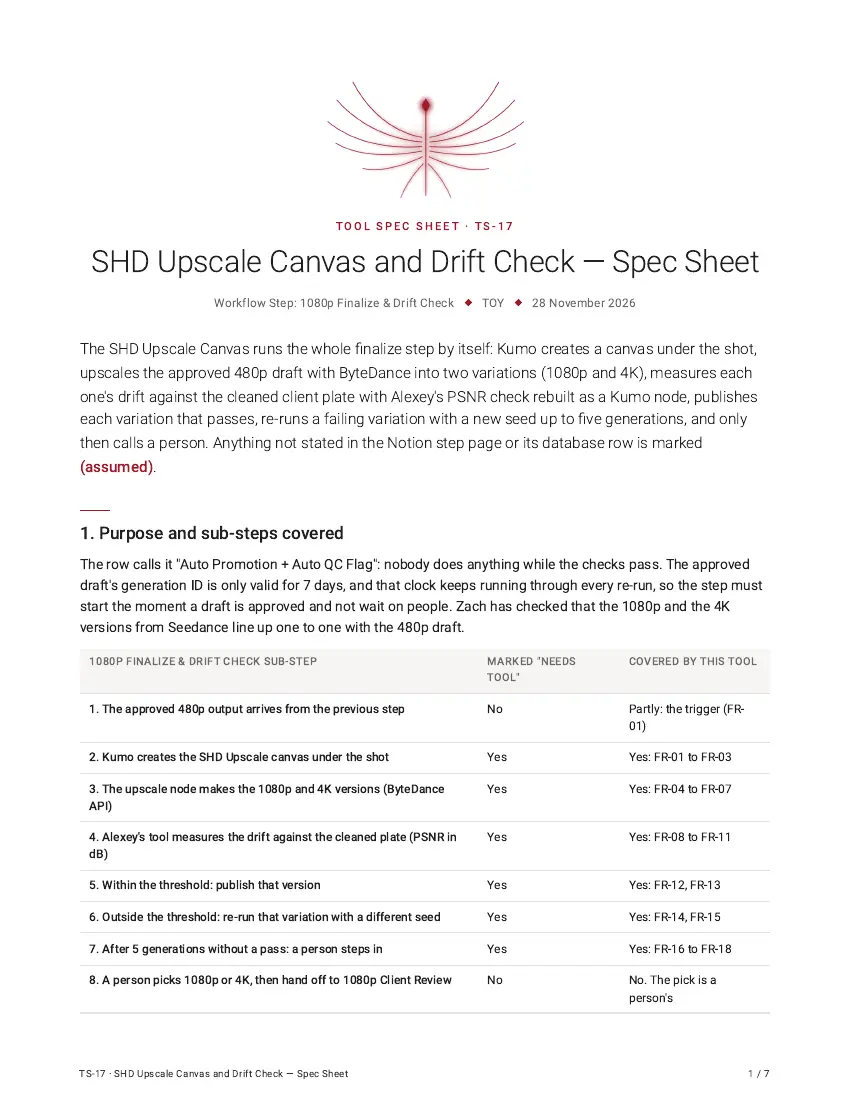 TOOL SPEC SHEET · TS-17
SHD Upscale Canvas and Drift Check — Spec Sheet
Workflow Step: 1080p Finalize & Drift Check ◆ TOY ◆ 28 November 2026
The SHD Upscale Canvas runs the whole finalize step by itself: Kumo creates a canvas under the shot,
upscales the approved 480p draft with ByteDance into two variations (1080p and 4K), measures each
one's drift against the cleaned client plate with Alexey's PSNR check rebuilt as a Kumo node, publishes
each variation that passes, re-runs a failing variation with a new seed up to five generations, and only
then calls a person. Anything not stated in the Notion step page or its database row is marked
(assumed).
1. Purpose and sub-steps covered
The row calls it "Auto Promotion + Auto QC Flag": nobody does anything while the checks pass. The approved
draft's generation ID is only valid for 7 days, and that clock keeps running through every re-run, so the step must
start the moment a draft is approved and not wait on people. Zach has checked that the 1080p and the 4K
versions from Seedance line up one to one with the 480p draft.
1080P FINALIZE & DRIFT CHECK SUB-STEP MARKED "NEEDS COVERED BY THIS TOOL
TOOL"
1. The approved 480p output arrives from the previous step No Partly: the trigger (FR-
01)
2. Kumo creates the SHD Upscale canvas under the shot Yes Yes: FR-01 to FR-03
3. The upscale node makes the 1080p and 4K versions (ByteDance Yes Yes: FR-04 to FR-07
API)
4. Alexey's tool measures the drift against the cleaned plate (PSNR in Yes Yes: FR-08 to FR-11
dB)
5. Within the threshold: publish that version Yes Yes: FR-12, FR-13
6. Outside the threshold: re-run that variation with a different seed Yes Yes: FR-14, FR-15
7. After 5 generations without a pass: a person steps in Yes Yes: FR-16 to FR-18
8. A person picks 1080p or 4K, then hand off to 1080p Client Review No No. The pick is a
person's
TS-17 · SHD Upscale Canvas and Drift Check — Spec Sheet 1 / 7